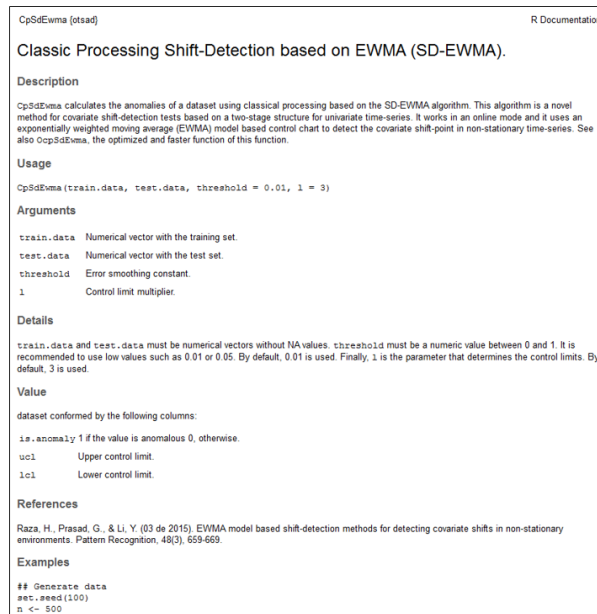 CpSdEwma {otsad} R Documentation
Classic Processing Shift-Detection based on EWMA (SD-EWMA).
Description
CpSdEwma calculates the anomalies of a dataset using classical processing based on the SD-EWMA algorithm. This algorithm is a novel
method for covariate shift-detection tests based on a two-stage structure for univariate time-series. It works in an online mode and it uses an
exponentially weighted moving average (EWMA) model based control chart to detect the covariate shift-point in non-stationary time-series. See
also OcpSdEwma, the optimized and faster function of this function.
Usage
CpSdEwma(train.data, test.data, threshold = 0.01, l = 3)
Arguments
train.data Numerical vector with the training set.
test.data Numerical vector with the test set.
threshold Error smoothing constant.
l Control limit multiplier.
Details
train.data and test.data must be numerical vectors without NA values. threshold must be a numeric value between 0 and 1. It is
recommended to use low values such as 0.01 or 0.05. By default, 0.01 is used. Finally, l is the parameter that determines the control limits. By
default, 3 is used.
Value
dataset conformed by the following columns:
is.anomaly 1 if the value is anomalous 0, otherwise.
ucl Upper control limit.
lcl Lower control limit.
References
Raza, H., Prasad, G., & Li, Y. (03 de 2015). EWMA model based shift-detection methods for detecting covariate shifts in non-stationary
environments. Pattern Recognition, 48(3), 659-669.
Examples
## Generate data
set.seed(100)
n <- 500